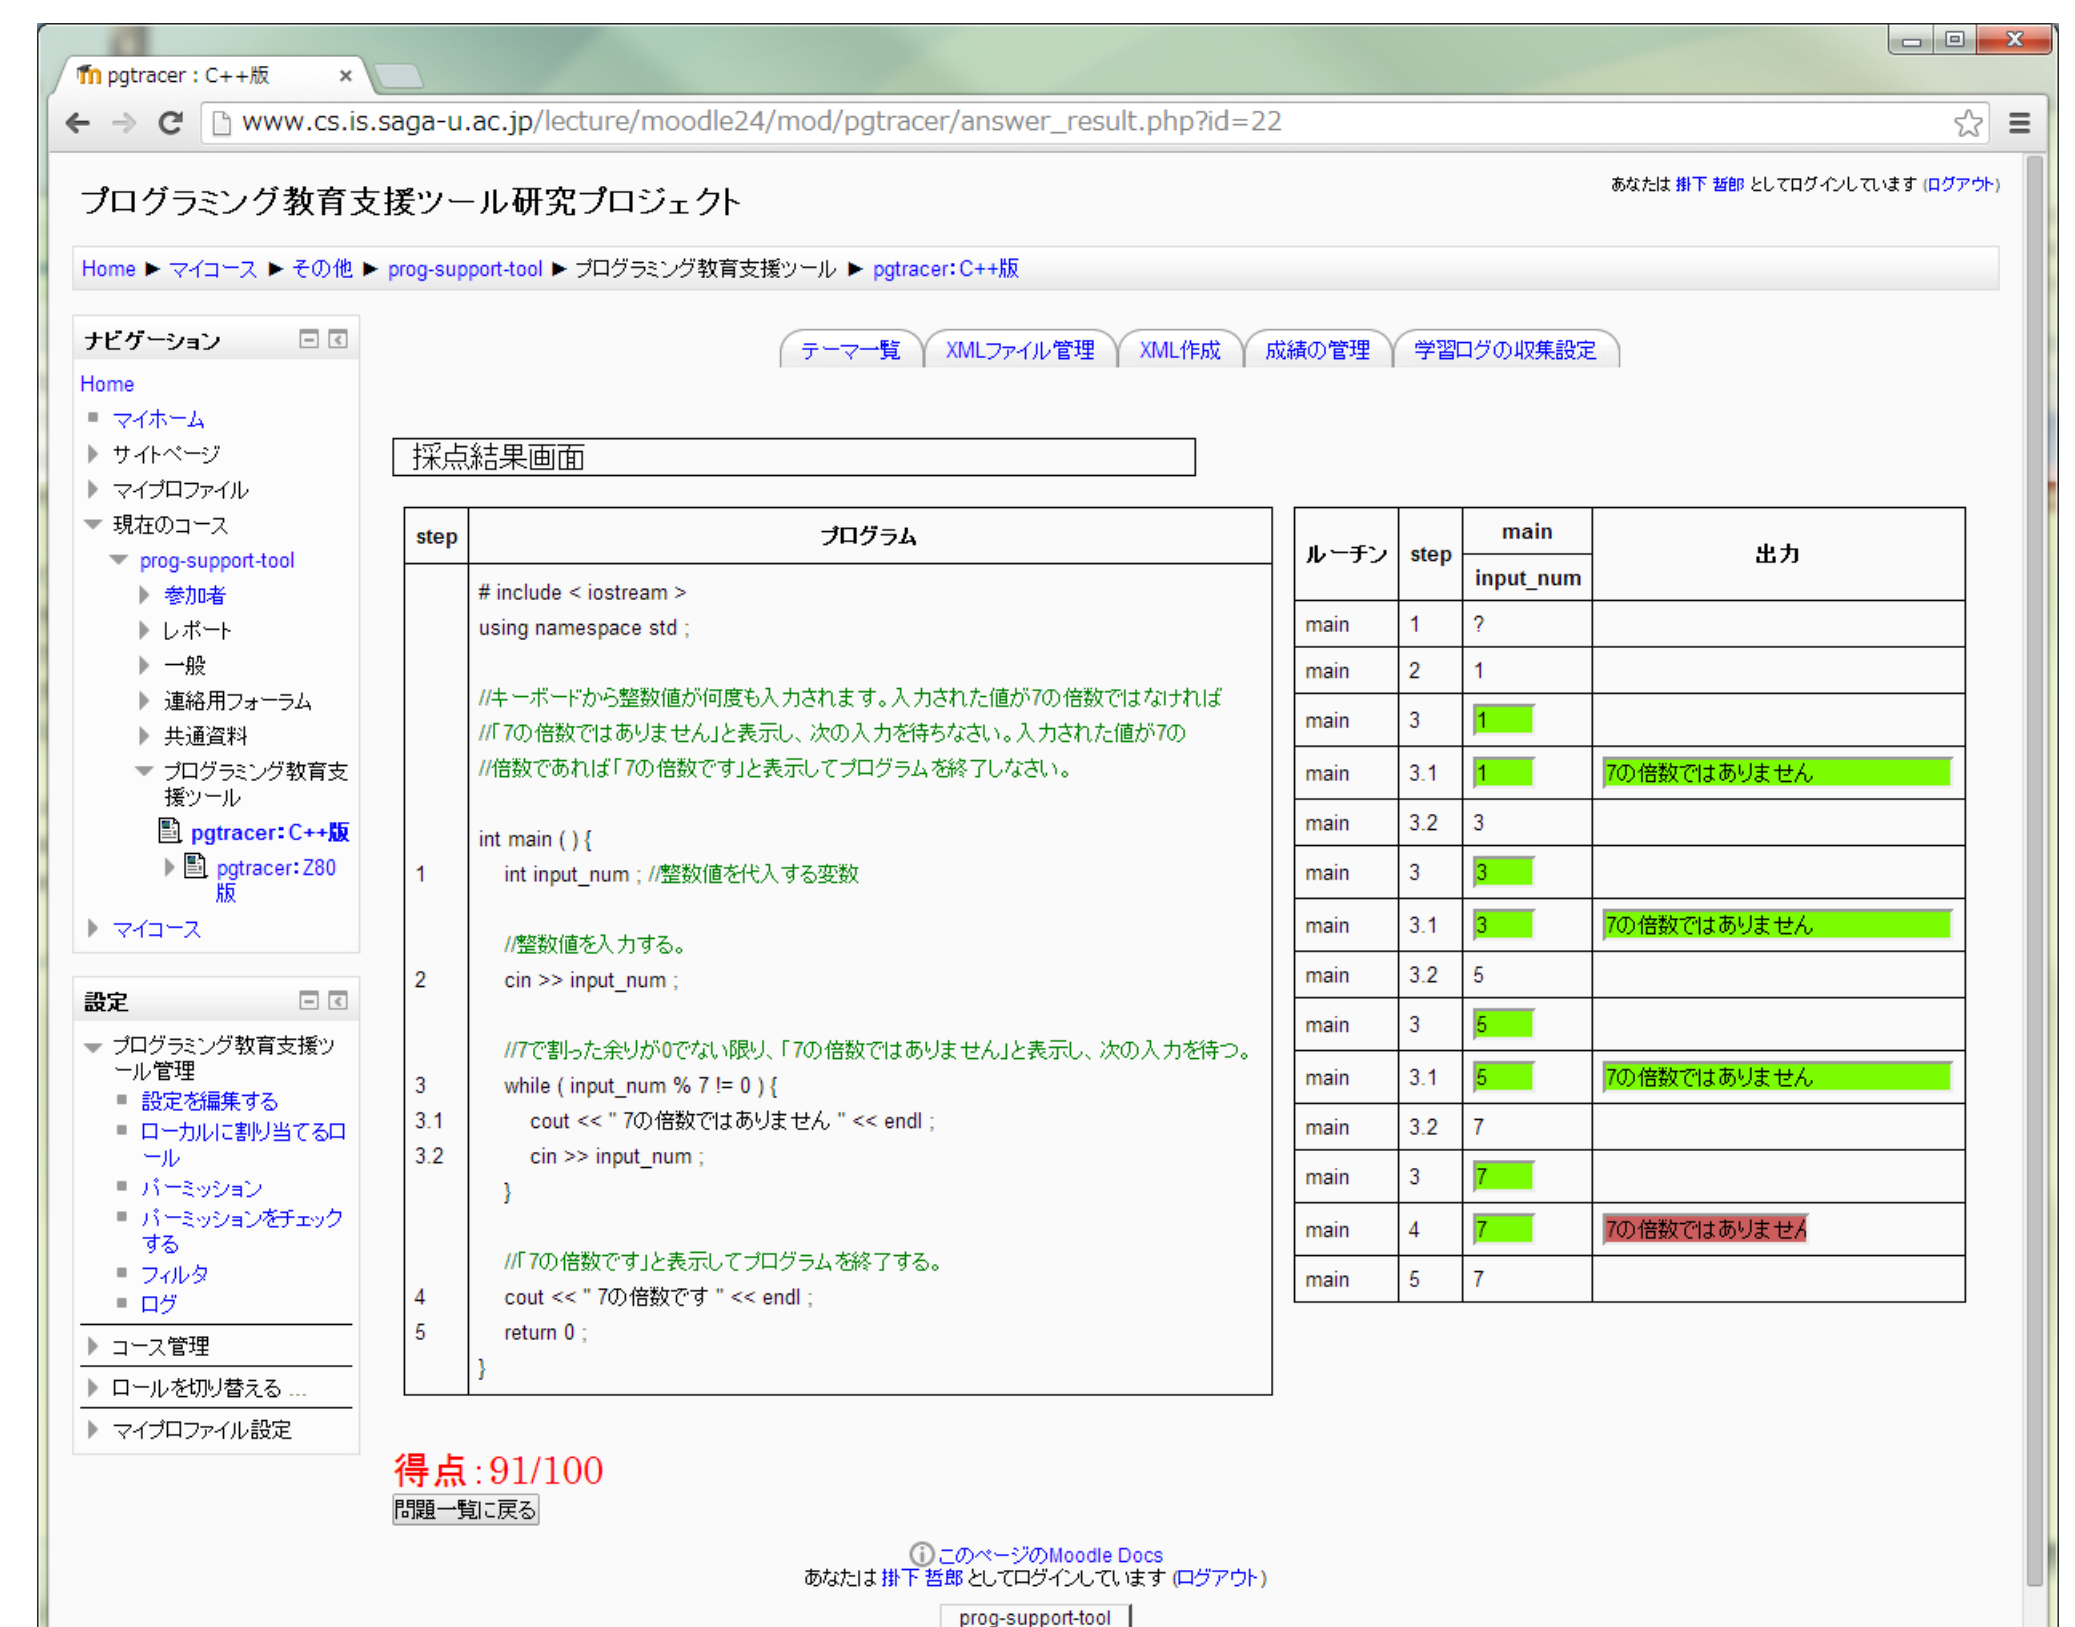 pgtracer : C++版
www.cs.is.saga-u.ac.jp/lecture/moodle24/mod/pgtracer/answer_result.php?id=22
プログラミング教育支援ツール研究プロジェクト
あなたは 掛下 哲郎 としてログインしています (ログアウト)
Home ► マイコース ► その他 ► prog-support-tool ► プログラミング教育支援ツール ► pgtracer:C++版
ナビゲーション
Home
マイホーム
サイトページ
マイプロファイル
現在のコース
prog-support-tool
参加者
レポート
一般
連絡用フォーラム
共通資料
プログラミング教育支
援ツール
pgtracer:C++版
pgtracer:Z80
版
マイコース
設定
プログラミング教育支援ツ
ール管理
設定を編集する
ローカルに割り当てるロ
ール
パーミッション
パーミッションをチェック
する
フィルタ
ログ
コース管理
ロールを切り替える ...
マイプロファイル設定
テーマ一覧 XMLファイル管理 XML作成 成績の管理 学習ログの収集設定
採点結果画面
step プログラム
# include < iostream >
using namespace std ;
//キーボードから整数値が何度も入力されます。入力された値が7の倍数ではなければ
//「7の倍数ではありません」と表示し、次の入力を待ちなさい。入力された値が7の
//倍数であれば「7の倍数です」と表示してプログラムを終了しなさい。
int main ( ) {
1 int input_num ; //整数値を代入する変数
//整数値を入力する。
2 cin >> input_num ;
//7で割った余りが0でない限り、「7の倍数ではありません」と表示し、次の入力を待つ。
3 while ( input_num % 7 != 0 ) {
3.1 cout << " 7の倍数ではありません " << endl ;
3.2 cin >> input_num ;
}
//「7の倍数です」と表示してプログラムを終了する。
4 cout << " 7の倍数です " << endl ;
5 return 0 ;
}
ルーチン step main 出力
input_num
main 1 ?
main 2 1
main 3 1
main 3.1 1 7の倍数ではありません
main 3.2 3
main 3 3
main 3.1 3 7の倍数ではありません
main 3.2 5
main 3 5
main 3.1 5 7の倍数ではありません
main 3.2 7
main 3 7
main 4 7 7の倍数ではありません
main 5 7
得点:91/100
問題一覧に戻る
このページのMoodle Docs
あなたは 掛下 哲郎 としてログインしています (ログアウト)
prog-support-tool